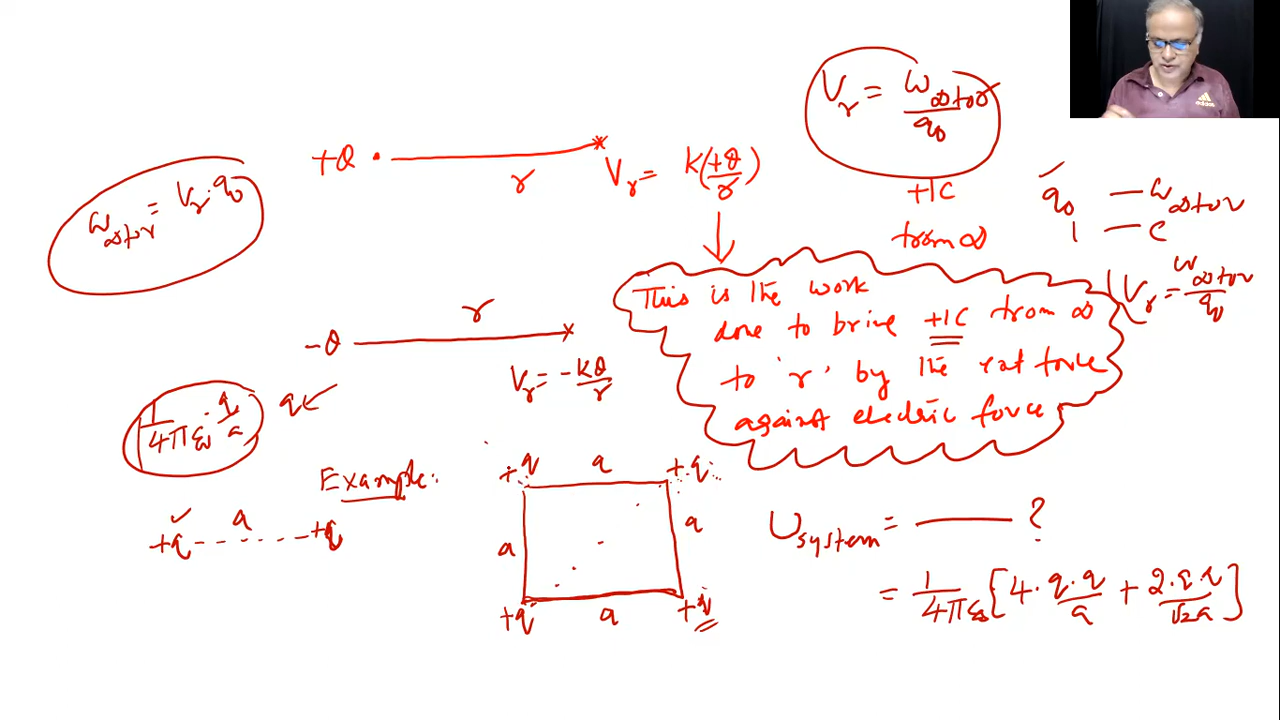 V_r = W_∞ to r / q_0
+Q
r
V_r = K(+Q/r)
+1C
from ∞
q_0 — W_∞ to r
1 — C
V_r = W_∞ to r / q_0
W_∞ to r = V_r · q_0
This is the work
done to bring +1C from ∞
to 'r' by the ext force
against electric force
-Q
r
V_r = -KQ/r
1/4πε_0 · q/a
q
Example:
+q a +q
a
a
+q a +q
+q a +q
U_system = ——— ?
= 1/4πε_0 [4·q·q/a + 2·q·q/√2a]
adidas